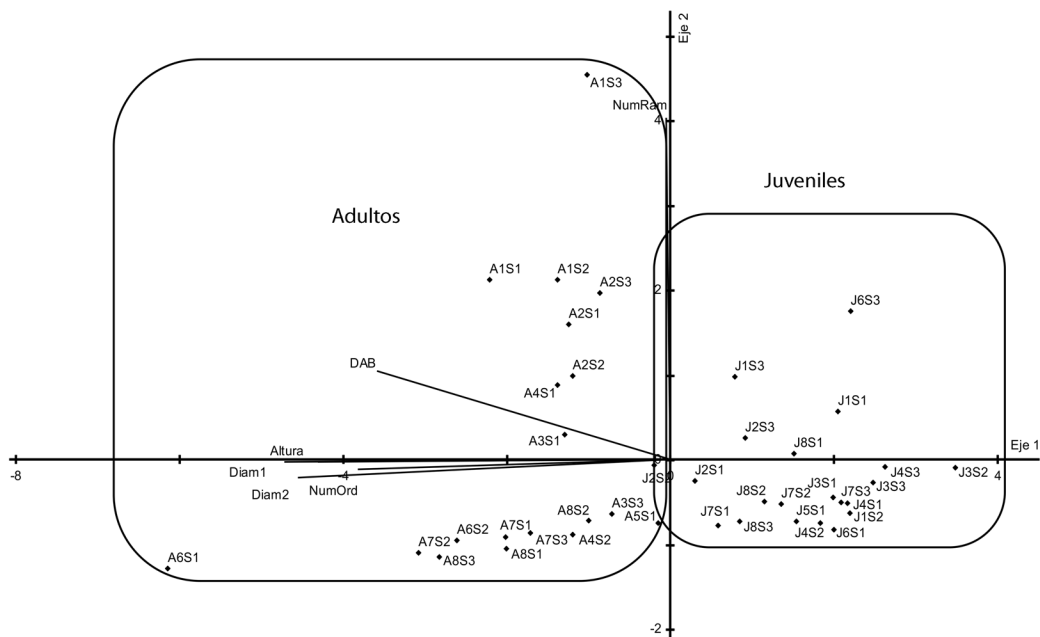 Eje 2
A1S3
NumRam
4
Juveniles
Adultos
A1S1
A1S2
A2S3
2
J6S3
A2S1
J1S3
DAB
A2S2
A4S1
J1S1
J2S3
A3S1
J8S1
Eje 1
Altura
0
-8
-4
0
4
Diam1
J2S1
J4S3
J3S2
Diam2
NumOrd
J3S1
J3S3
J8S2
J7S2
J7S3
J4S1
A3S3
A5S1
J7S1
J5S1
J1S2
A8S2
J8S3
J4S2
J6S1
A6S2
A7S1
A7S3
A4S2
A7S2
A8S1
A8S3
A6S1
-2